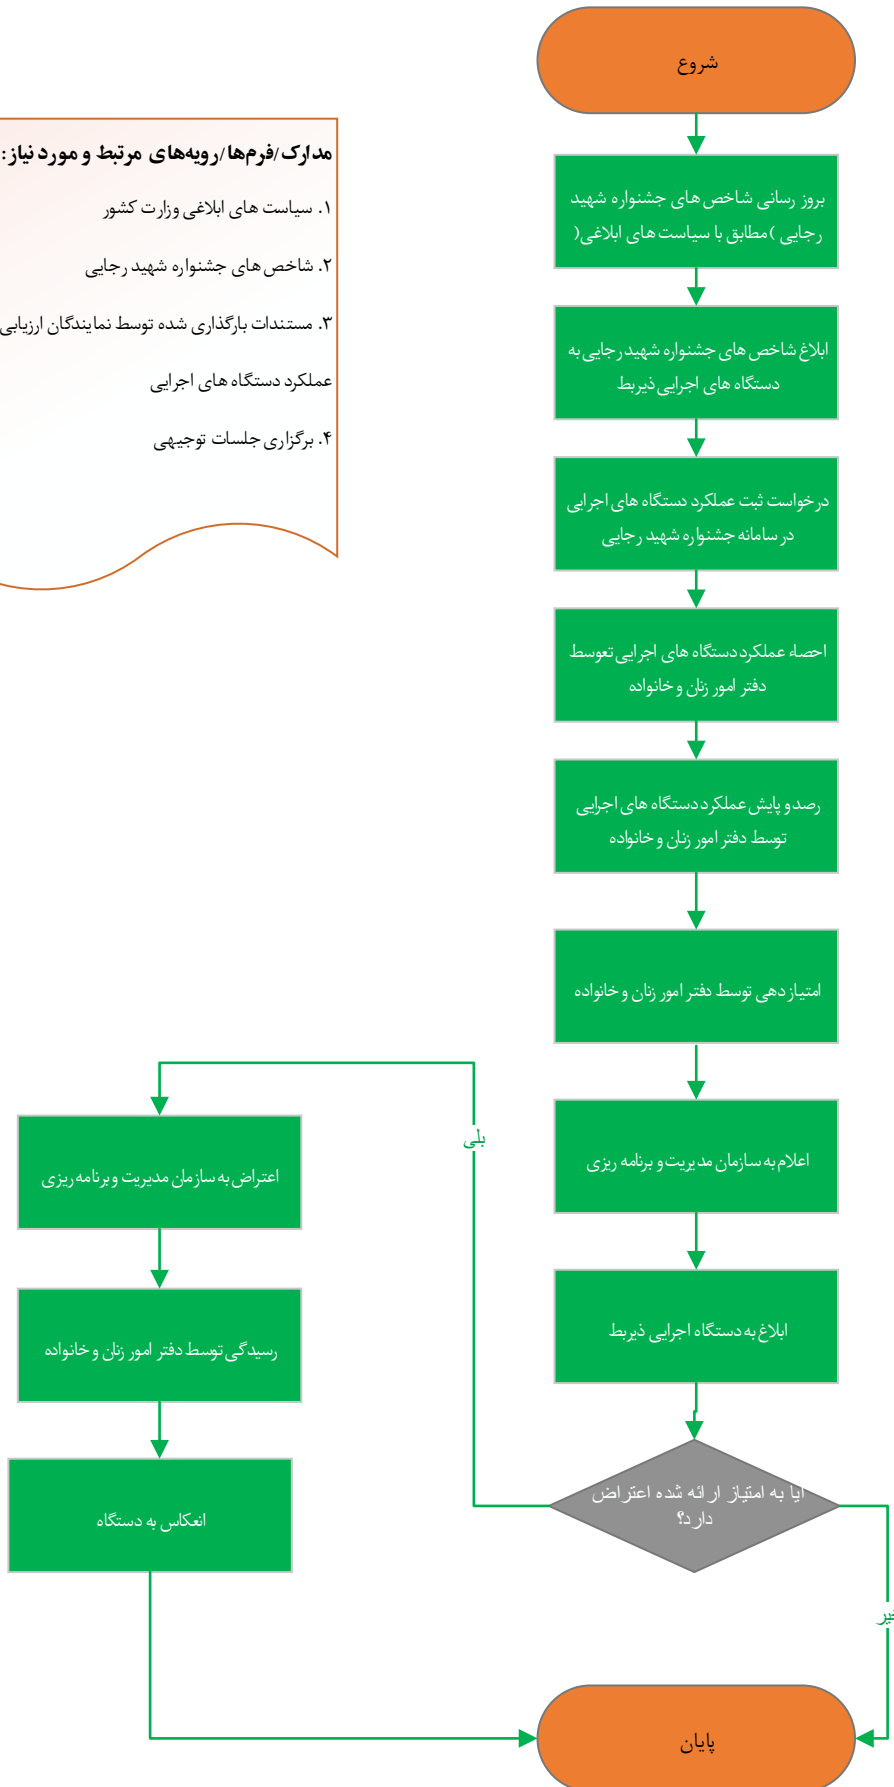 شروع
مدارک/فرم‌ها/رویه‌های مرتبط و مورد نیاز:
۱. سیاست های ابلاغی وزارت کشور
۲. شاخص های جشنواره شهید رجایی
۳. مستندات بارگذاری شده توسط نمایندگان ارزیابی
عملکرد دستگاه های اجرایی
۴. برگزاری جلسات توجیهی
بروز رسانی شاخص های جشنواره شهید
رجایی )مطابق با سیاست های ابلاغی(
ابلاغ شاخص های جشنواره شهید رجایی به
دستگاه های اجرایی ذیربط
درخواست ثبت عملکرد دستگاه های اجرایی
در سامانه جشنواره شهید رجایی
احصاء عملکرد دستگاه های اجرایی تعوسط
دفتر امور زنان و خانواده
رصد و پایش عملکرد دستگاه های اجرایی
توسط دفتر امور زنان و خانواده
امتیاز دهی توسط دفتر امور زنان و خانواده
اعلام به سازمان مدیریت و برنامه ریزی
ابلاغ به دستگاه اجرایی ذیربط
آیا به امتیاز ارائه شده اعتراض
دارد؟
بلی
اعتراض به سازمان مدیریت و برنامه ریزی
رسیدگی توسط دفتر امور زنان و خانواده
انعکاس به دستگاه
خیر
پایان